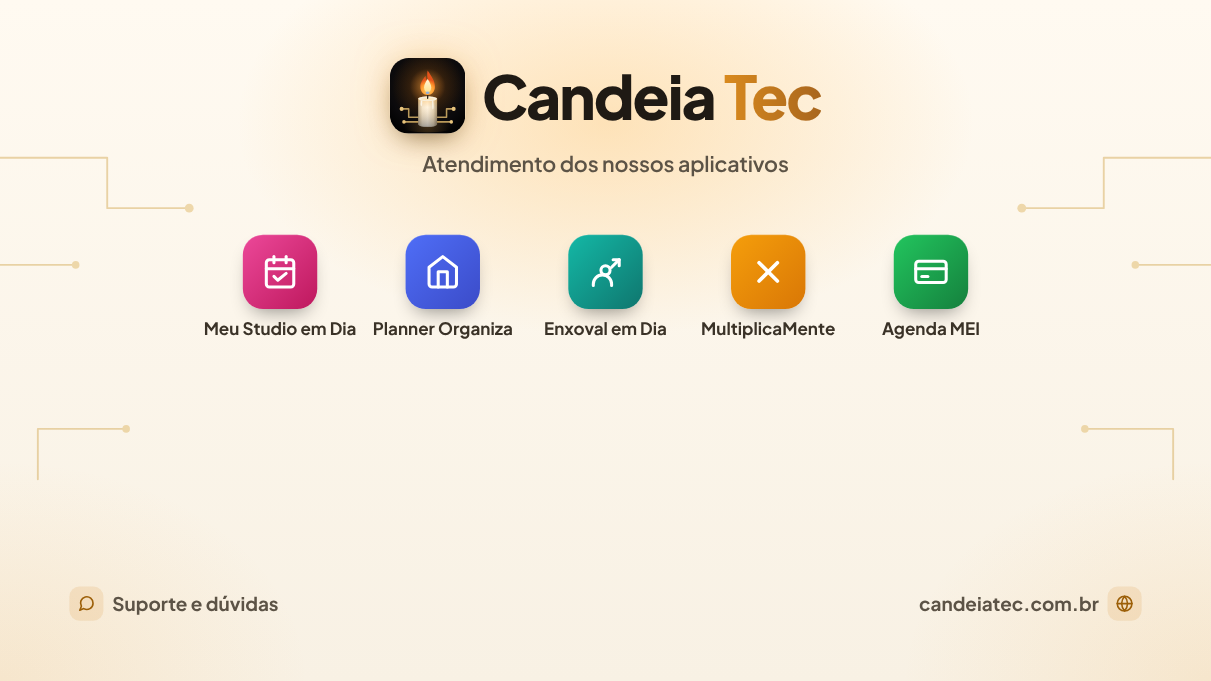 Candeia Tec
Atendimento dos nossos aplicativos
Meu Studio em Dia
Planner Organiza
Enxoval em Dia
MultiplicaMente
Agenda MEI
Suporte e dúvidas
candeiatec.com.br